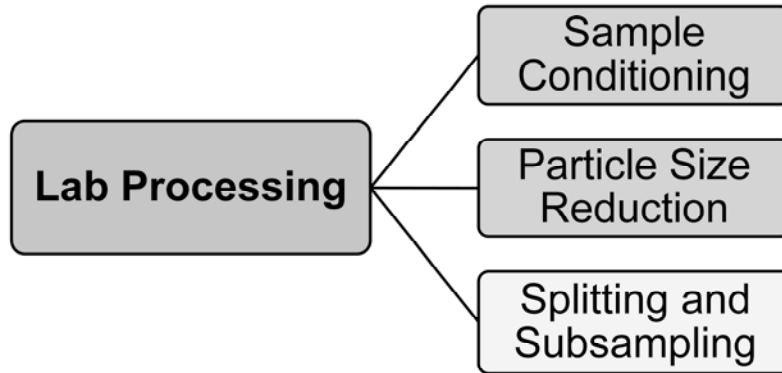 Lab Processing
Sample
Conditioning
Particle Size
Reduction
Splitting and
Subsampling